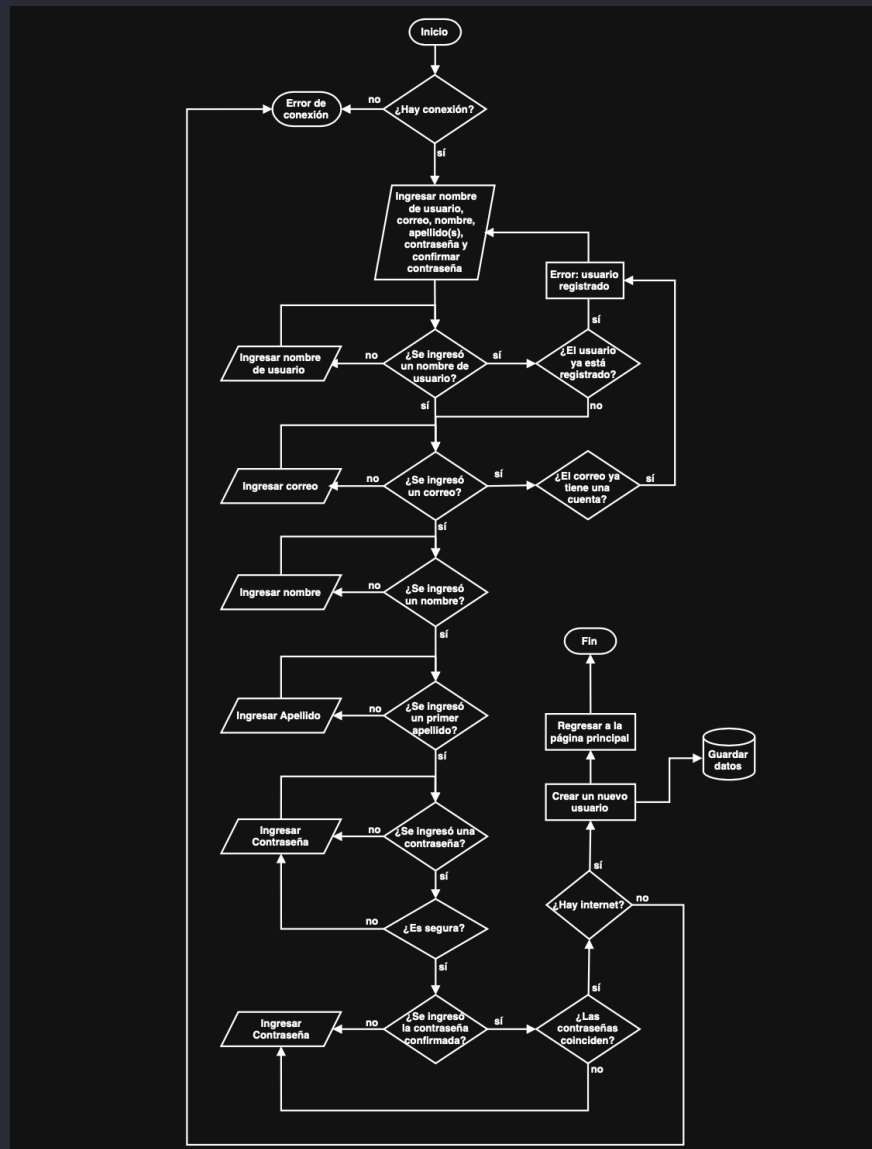 Inicio
¿Hay conexión?
no
Error de
conexión
sí
Ingresar nombre
de usuario,
correo, nombre,
apellido(s),
contraseña y
confirmar
contraseña
Error: usuario
registrado
sí
Ingresar nombre
de usuario
no
¿Se ingresó
un nombre de
usuario?
sí
¿El usuario
ya está
registrado?
sí
no
Ingresar correo
no
¿Se ingresó
un correo?
sí
¿El correo ya
tiene una
cuenta?
sí
sí
Ingresar nombre
no
¿Se ingresó
un nombre?
sí
Fin
Ingresar Apellido
no
¿Se ingresó
un primer
apellido?
Regresar a la
página principal
sí
Guardar
datos
Crear un nuevo
usuario
Ingresar
Contraseña
no
¿Se ingresó una
contraseña?
sí
sí
¿Hay internet?
no
no
¿Es segura?
sí
sí
Ingresar
Contraseña
no
¿Se ingresó
la contraseña
confirmada?
sí
¿Las
contraseñas
coinciden?
no